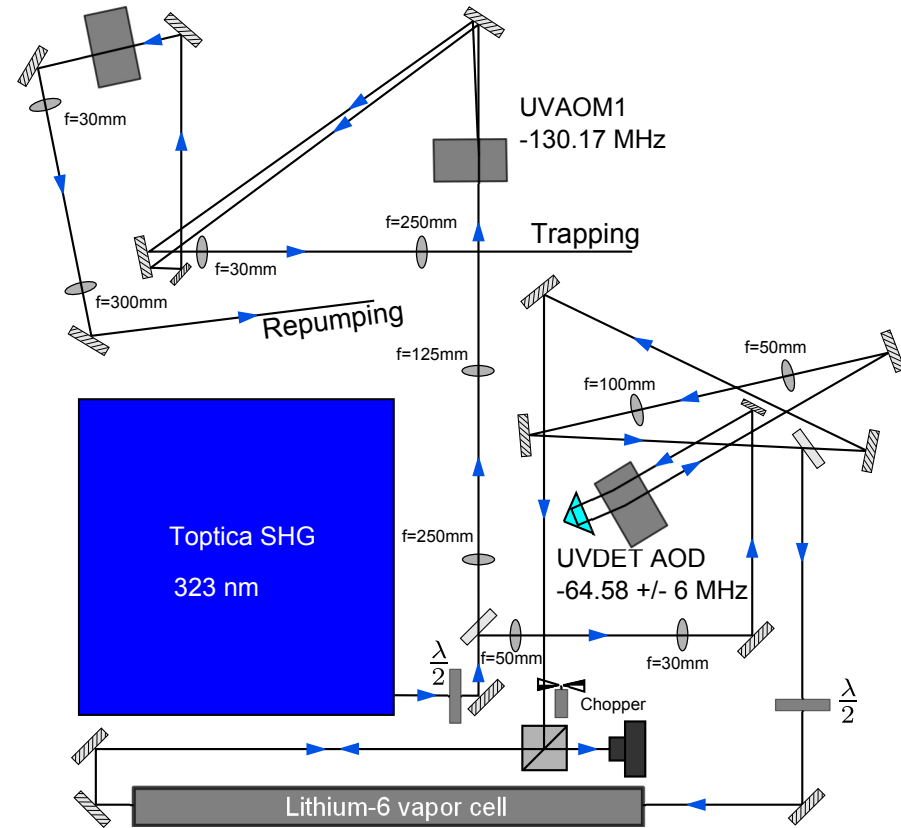 f=30mm
UVAOM1
-130.17 MHz
f=250mm
Trapping
f=30mm
f=300mm
Repumping
f=125mm
f=50mm
f=100mm
Toptica SHG
323 nm
f=250mm
UVDET AOD
-64.58 +/- 6 MHz
f=50mm
f=30mm
λ
2
Chopper
λ
2
Lithium-6 vapor cell